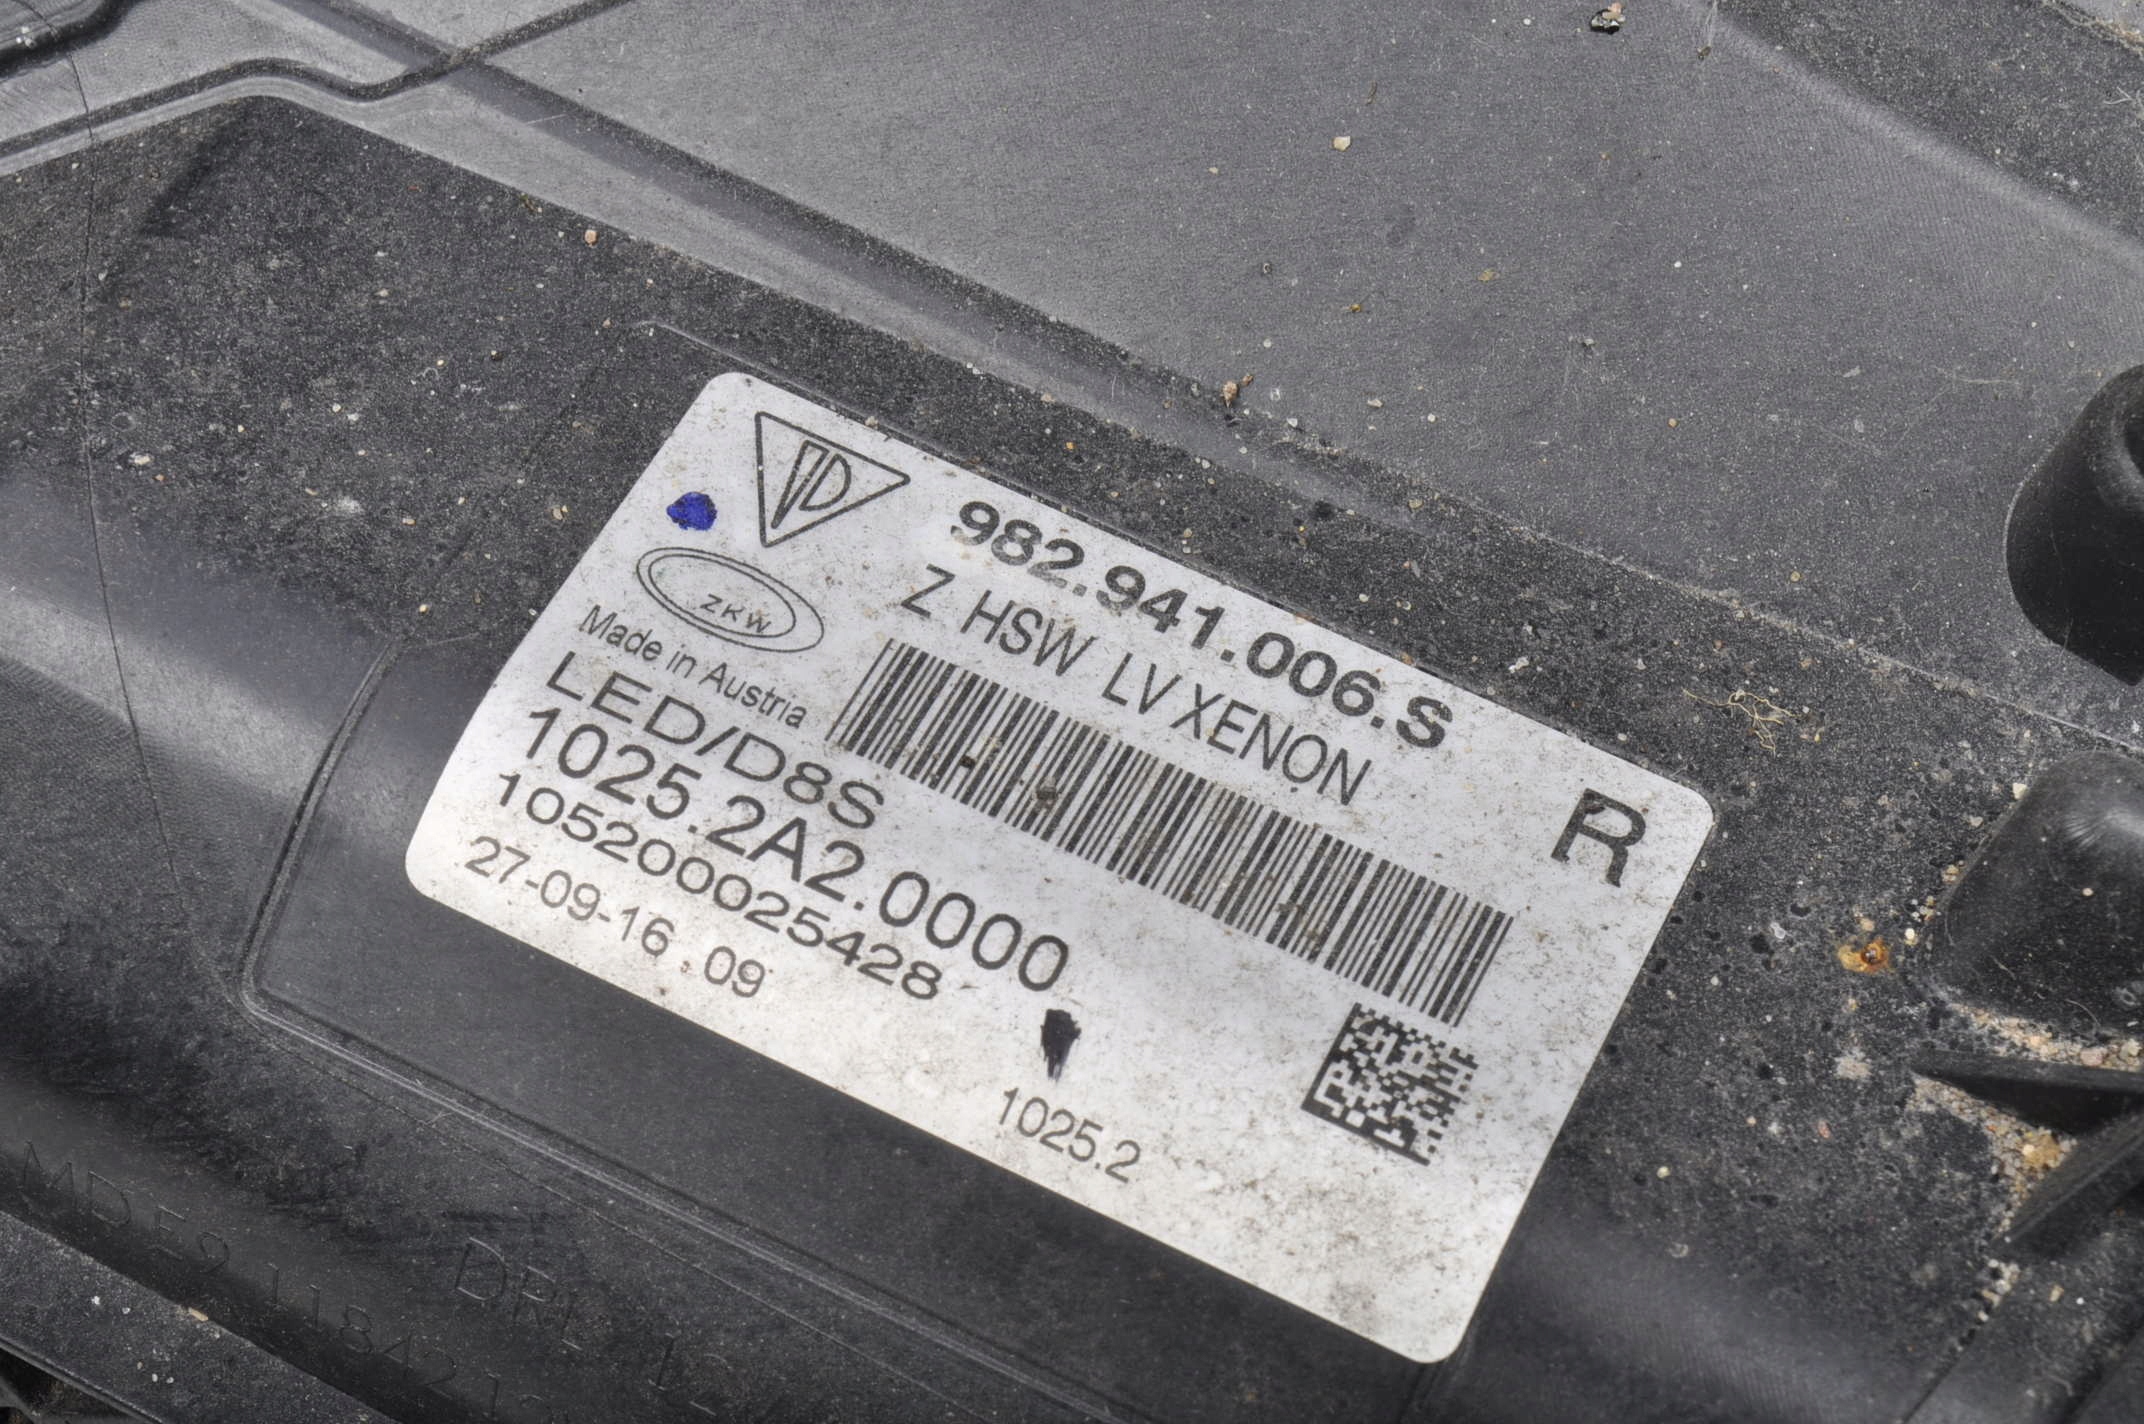 982.941.006.S
Z HSW LV XENON
ZKW
Made in Austria
LED/D8S
1025.2A2.0000
105200025428
27-09-16 . 09
R
1025.2
DRL